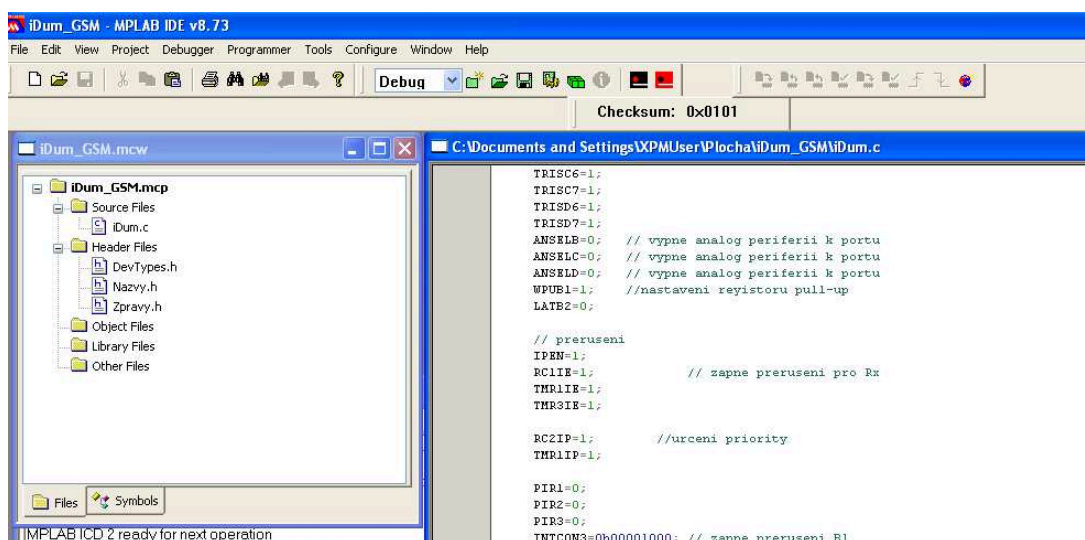 iDum_GSM - MPLAB IDE v8.73
File Edit View Project Debugger Programmer Tools Configure Window Help
Debug
Checksum: 0x0101
iDum_GSM.mcw
iDum_GSM.mcp
Source Files
iDum.c
Header Files
DevTypes.h
Nazvy.h
Zpravy.h
Object Files
Library Files
Other Files
Files Symbols
MPLAB ICD 2 ready for next operation
C:\Documents and Settings\XPMUser\Plocha\iDum_GSM\iDum.c
TRISC6=1;
TRISC7=1;
TRISD6=1;
TRISD7=1;
ANSELB=0; // vypne analog periferii k portu
ANSELC=0; // vypne analog periferii k portu
ANSELD=0; // vypne analog periferii k portu
WPUB1=1; //nastaveni reyistoru pull-up
LATB2=0;
// preruseni
IPEN=1;
RC1IE=1; // zapne preruseni pro Rx
TMR1IE=1;
TMR3IE=1;
RC2IP=1; //urceni priority
TMR1IP=1;
PIR1=0;
PIR2=0;
PIR3=0;
INTCON3=0b00001000; // zapne preruseni B1